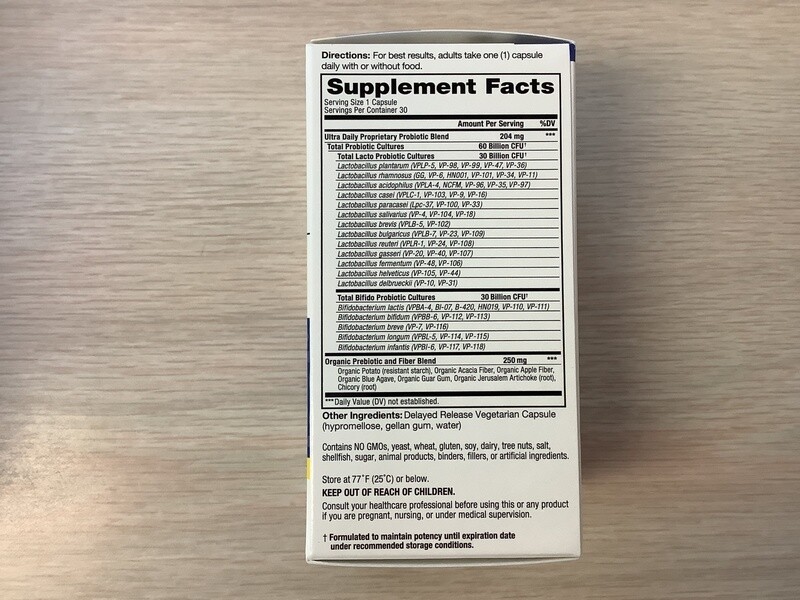 Directions: For best results, adults take one (1) capsule
daily with or without food.
Supplement Facts
Serving Size 1 Capsule
Servings Per Container 30
Amount Per Serving %DV
Ultra Daily Proprietary Probiotic Blend 204 mg ***
Total Probiotic Cultures 60 Billion CFU†
Total Lacto Probiotic Cultures 30 Billion CFU†
Lactobacillus plantarum (VPLP-5, VP-98, VP-99, VP-47, VP-36)
Lactobacillus rhamnosus (GG, VP-6, HN001, VP-101, VP-34, VP-11)
Lactobacillus acidophilus (VPLA-4, NCFM, VP-96, VP-35, VP-97)
Lactobacillus casei (VPLC-1, VP-103, VP-9, VP-16)
Lactobacillus paracasei (Lpc-37, VP-100, VP-33)
Lactobacillus salivarius (VP-4, VP-104, VP-18)
Lactobacillus brevis (VPLB-5, VP-102)
Lactobacillus bulgaricus (VPLB-7, VP-23, VP-109)
Lactobacillus reuteri (VPLR-1, VP-24, VP-108)
Lactobacillus gasseri (VP-20, VP-40, VP-107)
Lactobacillus fermentum (VP-48, VP-106)
Lactobacillus helveticus (VP-105, VP-44)
Lactobacillus delbrueckii (VP-10, VP-31)
Total Bifido Probiotic Cultures 30 Billion CFU†
Bifidobacterium lactis (VPBA-4, BI-07, B-420, HN019, VP-110, VP-111)
Bifidobacterium bifidum (VPBB-6, VP-112, VP-113)
Bifidobacterium breve (VP-7, VP-116)
Bifidobacterium longum (VPBL-5, VP-114, VP-115)
Bifidobacterium infantis (VPBI-6, VP-117, VP-118)
Organic Prebiotic and Fiber Blend 250 mg ***
Organic Potato (resistant starch), Organic Acacia Fiber, Organic Apple Fiber,
Organic Blue Agave, Organic Guar Gum, Organic Jerusalem Artichoke (root),
Chicory (root)
***Daily Value (DV) not established.
Other Ingredients: Delayed Release Vegetarian Capsule
(hypromellose, gellan gum, water)
Contains NO GMOs, yeast, wheat, gluten, soy, dairy, tree nuts, salt,
shellfish, sugar, animal products, binders, fillers, or artificial ingredients.
Store at 77˚F (25˚C) or below.
KEEP OUT OF REACH OF CHILDREN.
Consult your healthcare professional before using this or any product
if you are pregnant, nursing, or under medical supervision.
† Formulated to maintain potency until expiration date
under recommended storage conditions.